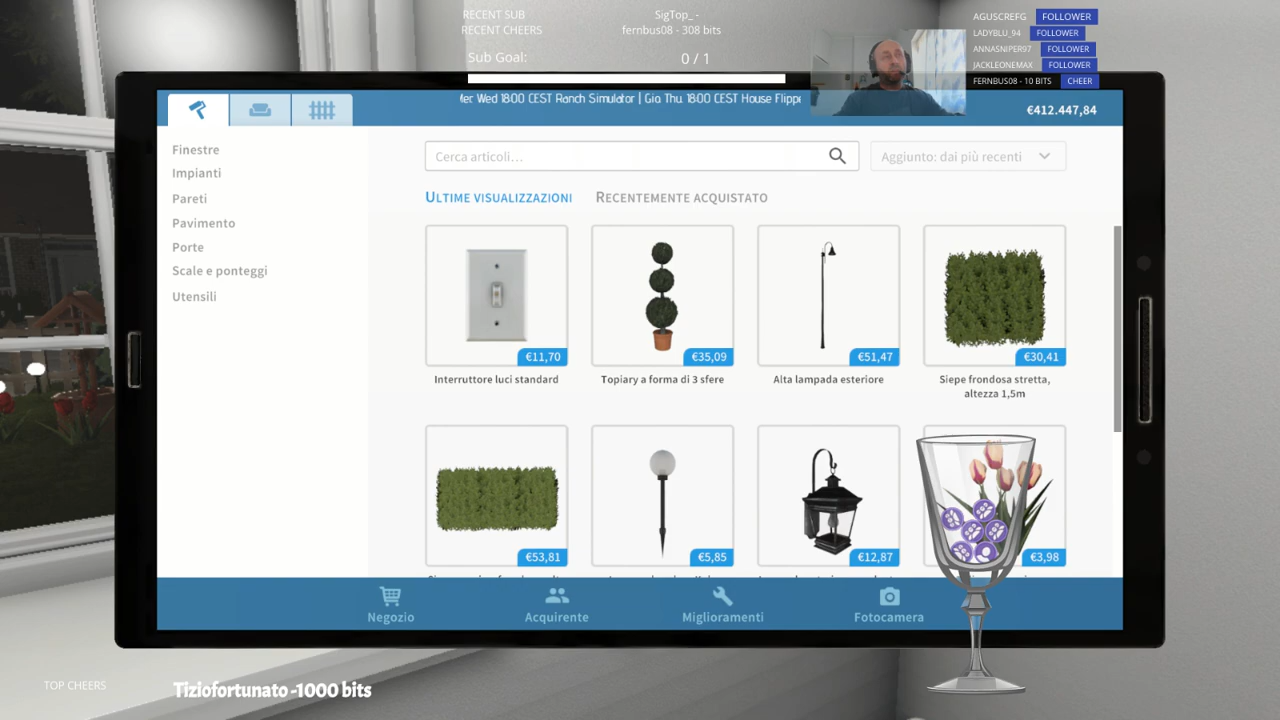 RECENT SUB
SigTop_ -
RECENT CHEERS
fernbus08 - 308 bits
Sub Goal:
0 / 1
AGUSCREFG FOLLOWER
LADYBLU_94 FOLLOWER
ANNASNIPER97 FOLLOWER
JACKLEONEMAX FOLLOWER
FERNBUS08 - 10 BITS CHEER
Wed 18:00 CEST Ranch Simulator | Gio. Thu. 18:00 CEST House
€412.447,84
Cerca articoli...
Aggiunto: dai più recenti
Finestre
Impianti
Pareti
Pavimento
Porte
Scale e ponteggi
Utensili
ULTIME VISUALIZZAZIONI
RECENTEMENTE ACQUISTATO
€11,70
€35,09
€51,47
€30,41
Interruttore luci standard
Topiary a forma di 3 sfere
Alta lampada esteriore
Siepe frondosa stretta,
altezza 1,5m
€53,81
€5,85
€12,87
€3,98
Negozio
Acquirente
Miglioramenti
Fotocamera
TOP CHEERS
Tiziofortunato -1000 bits